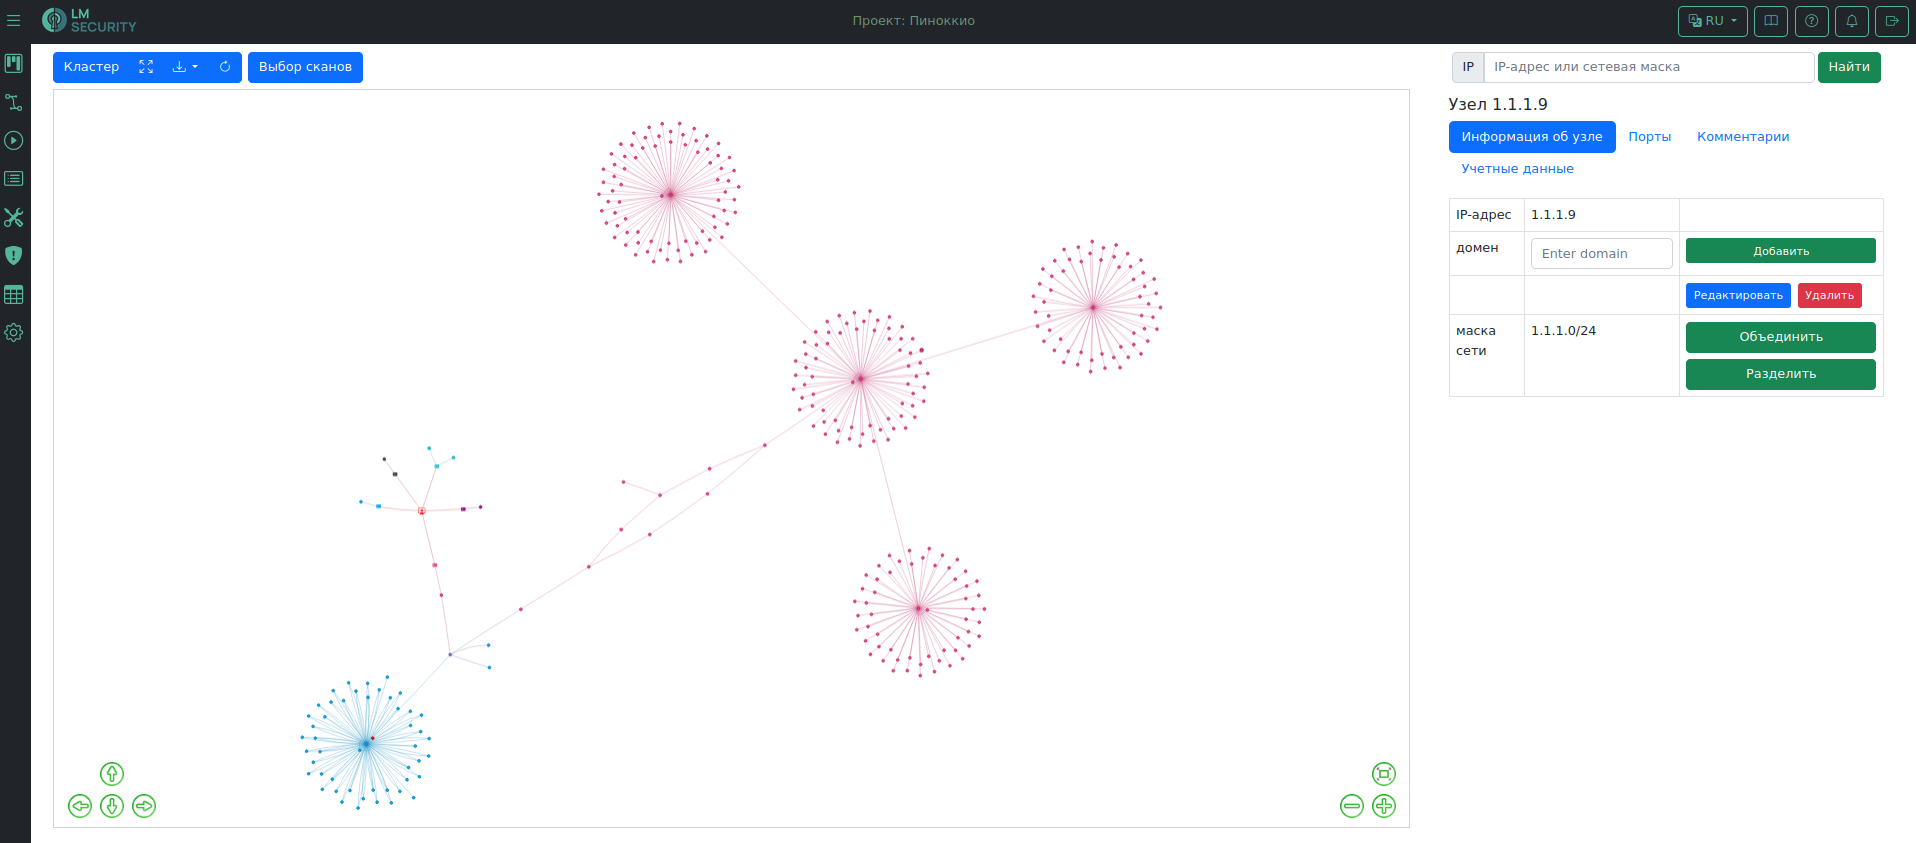 LM
SECURITY
Проект: Пиноккио
RU
Кластер
Выбор сканов
IP
IP-адрес или сетевая маска
Найти
Узел 1.1.1.9
Информация об узле
Порты
Комментарии
Учетные данные
IP-адрес
1.1.1.9
домен
Enter domain
Добавить
Редактировать
Удалить
маска
сети
1.1.1.0/24
Объединить
Разделить